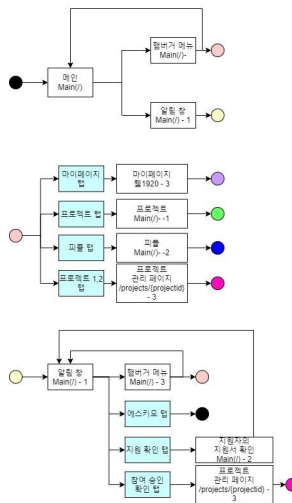 햄버거 메뉴
Main(/)-
메인
Main(/)
알림 창
Main(/) - 1
마이페이지
탭
마이페이지
웰1920 - 3
프로젝트 탭
프로젝트
Main(/)- -1
피플 탭
피플
Main(/)- -2
프로젝트 1,2
탭
프로젝트
관리 페이지
/projects/{projectid}
- 3
알림 창
Main(/) - 1
햄버거 메뉴
Main(/) - 3
에스키모 탭
지원 확인 탭
지원자의
지원서 확인
Main(/) - 2
참여 승인
확인 탭
프로젝트
관리 페이지
/projects/{projectid} -
3